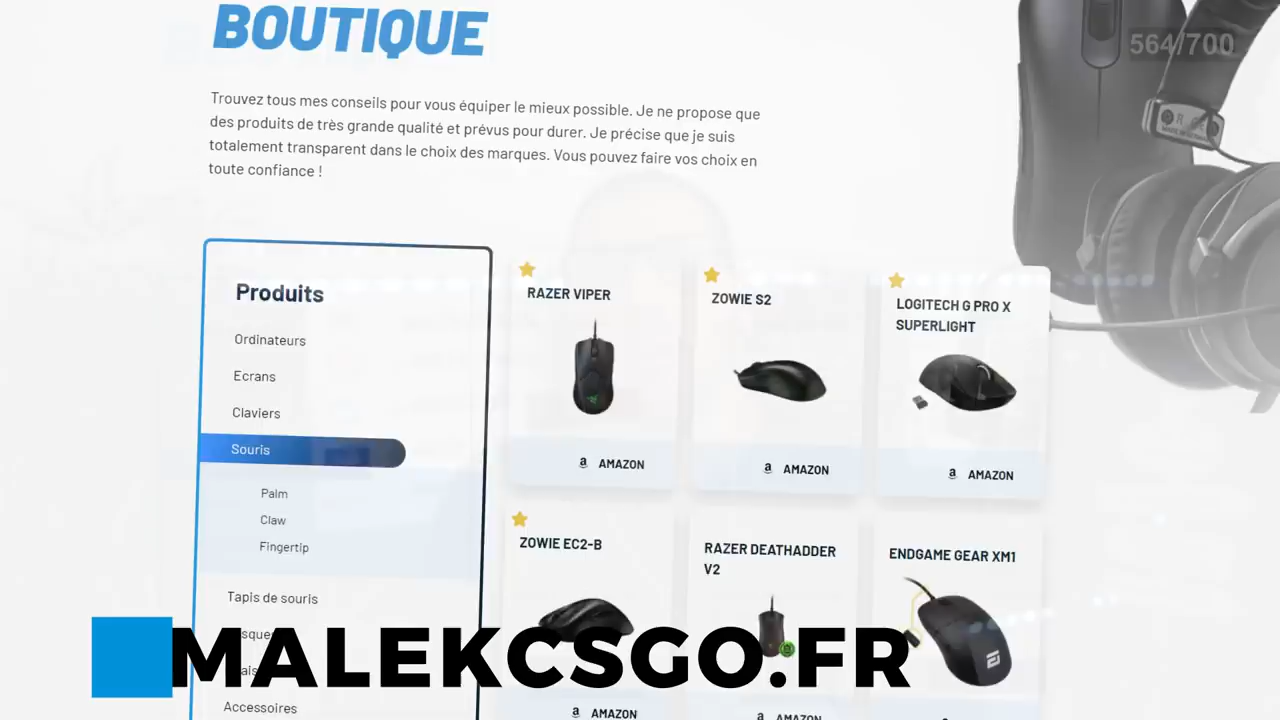 BOUTIQUE
564/700
Trouvez tous mes conseils pour vous équiper le mieux possible. Je ne propose que
des produits de très grande qualité et prévus pour durer. Je précise que je suis
totalement transparent dans le choix des marques. Vous pouvez faire vos choix en
toute confiance !
Produits
Ordinateurs
Ecrans
Claviers
Souris
Palm
Claw
Fingertip
Tapis de souris
Accessoires
RAZER VIPER
AMAZON
ZOWIE S2
AMAZON
LOGITECH G PRO X
SUPERLIGHT
AMAZON
ZOWIE EC2-B
AMAZON
RAZER DEATHADDER
V2
AMAZON
ENDGAME GEAR XM1
MALEKCSGO.FR